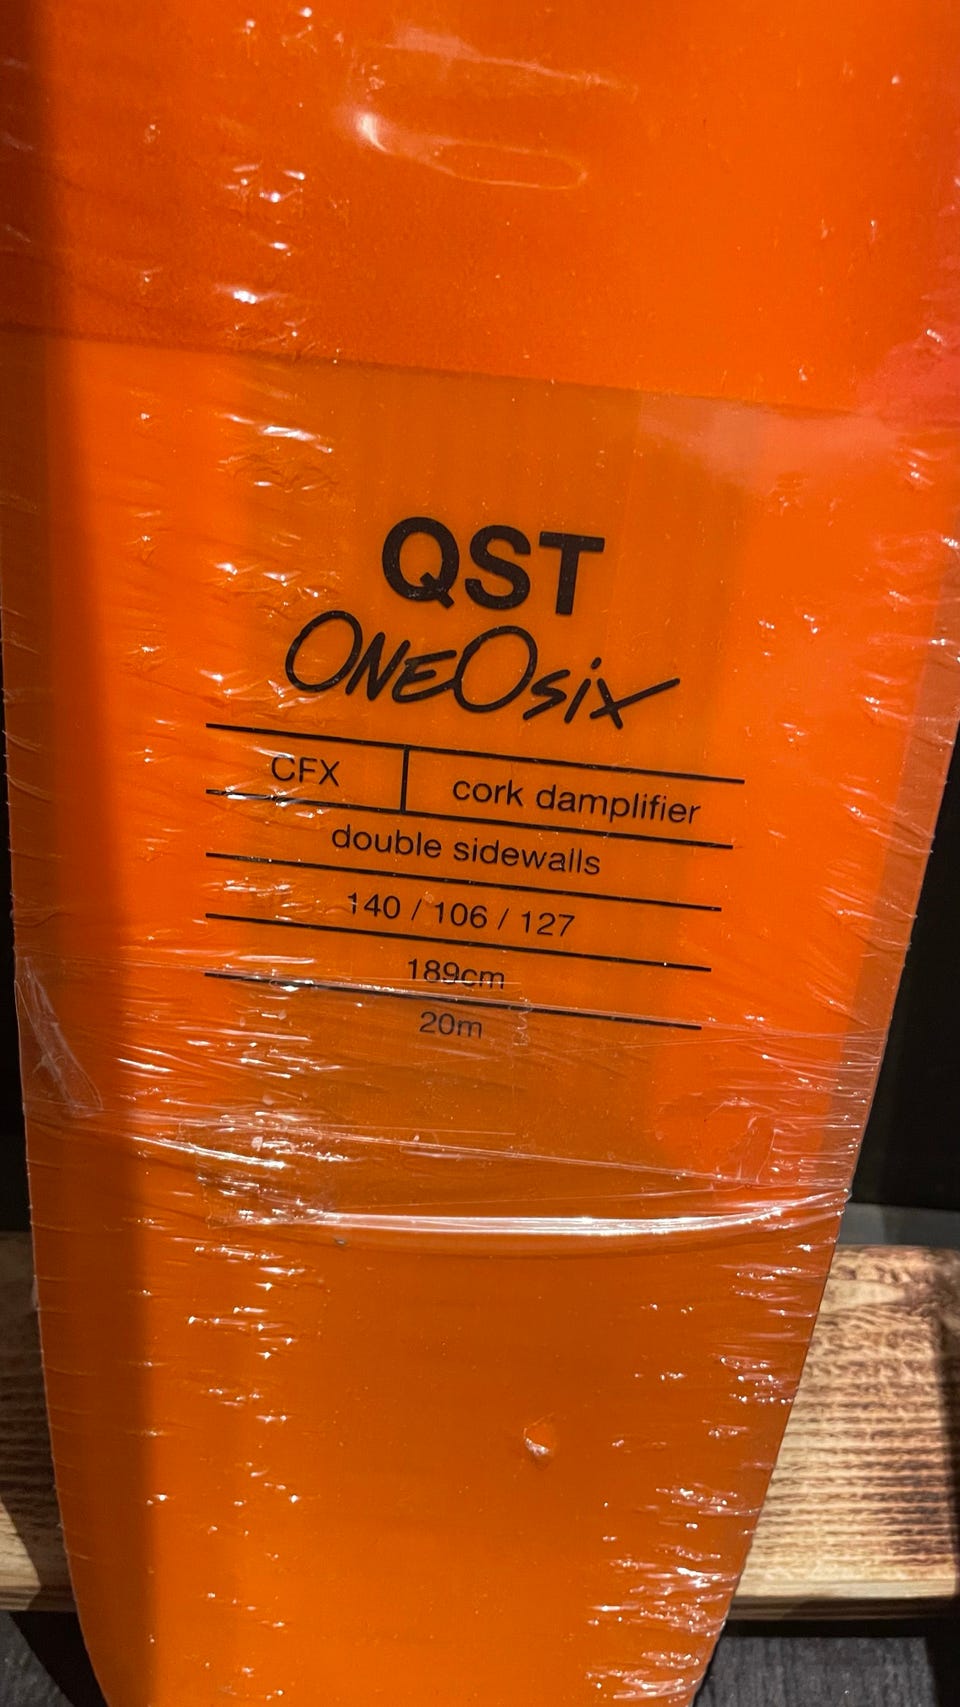 QST
OneOsix
CFX cork damplifier
double sidewalls
140 / 106 / 127
189cm
20m